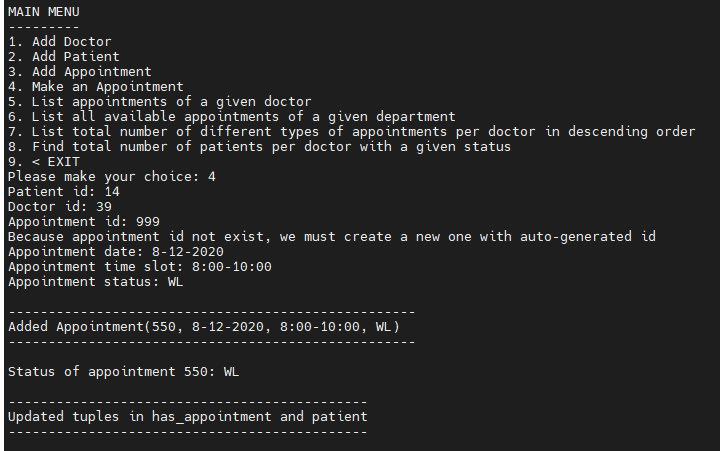 MAIN MENU
---------
1. Add Doctor
2. Add Patient
3. Add Appointment
4. Make an Appointment
5. List appointments of a given doctor
6. List all available appointments of a given department
7. List total number of different types of appointments per doctor in descending order
8. Find total number of patients per doctor with a given status
9. < EXIT
Please make your choice: 4
Patient id: 14
Doctor id: 39
Appointment id: 999
Because appointment id not exist, we must create a new one with auto-generated id
Appointment date: 8-12-2020
Appointment time slot: 8:00-10:00
Appointment status: WL
---------------------------------------------------
Added Appointment(550, 8-12-2020, 8:00-10:00, WL)
---------------------------------------------------
Status of appointment 550: WL
---------------------------------------------
Updated tuples in has_appointment and patient
---------------------------------------------